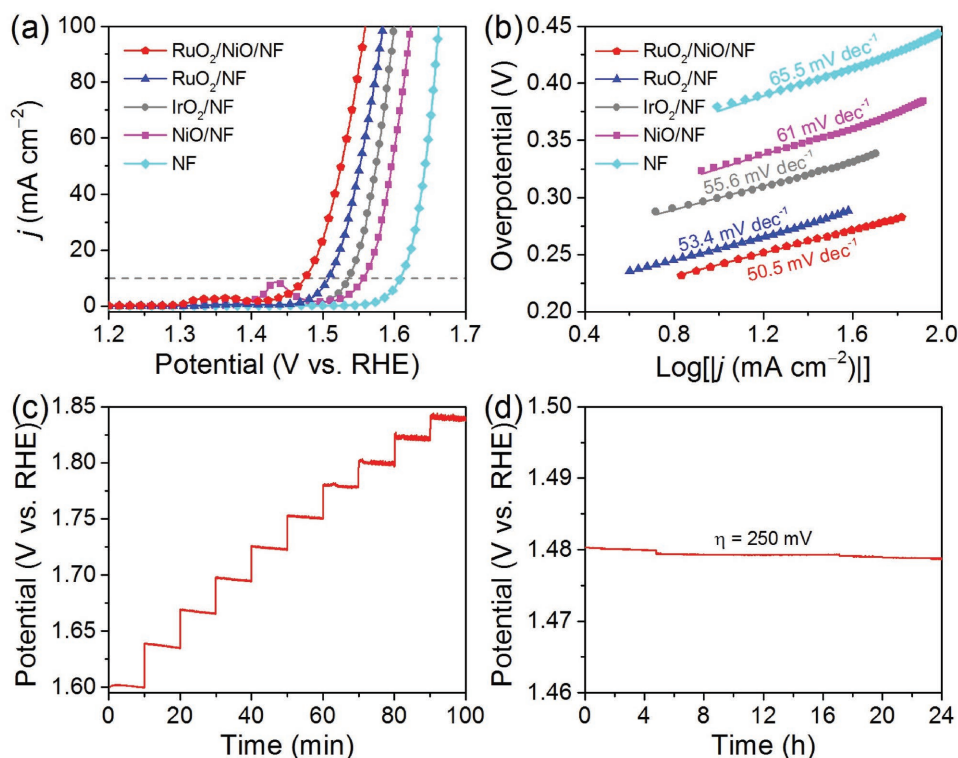 (a)
100
80
60
40
20
0
j (mA cm⁻²)
RuO₂/NiO/NF
RuO₂/NF
IrO₂/NF
NiO/NF
NF
1.2 1.3 1.4 1.5 1.6 1.7
Potential (V vs. RHE)
(b)
0.45
0.40
0.35
0.30
0.25
0.20
Overpotential (V)
RuO₂/NiO/NF
RuO₂/NF
IrO₂/NF
NiO/NF
NF
65.5 mV dec⁻¹
61 mV dec⁻¹
55.6 mV dec⁻¹
53.4 mV dec⁻¹
50.5 mV dec⁻¹
0.4 0.8 1.2 1.6 2.0
Log[|j (mA cm⁻²)|]
(c)
1.85
1.80
1.75
1.70
1.65
1.60
Potential (V vs. RHE)
0 20 40 60 80 100
Time (min)
(d)
1.50
1.49
1.48
1.47
1.46
Potential (V vs. RHE)
η = 250 mV
0 4 8 12 16 20 24
Time (h)